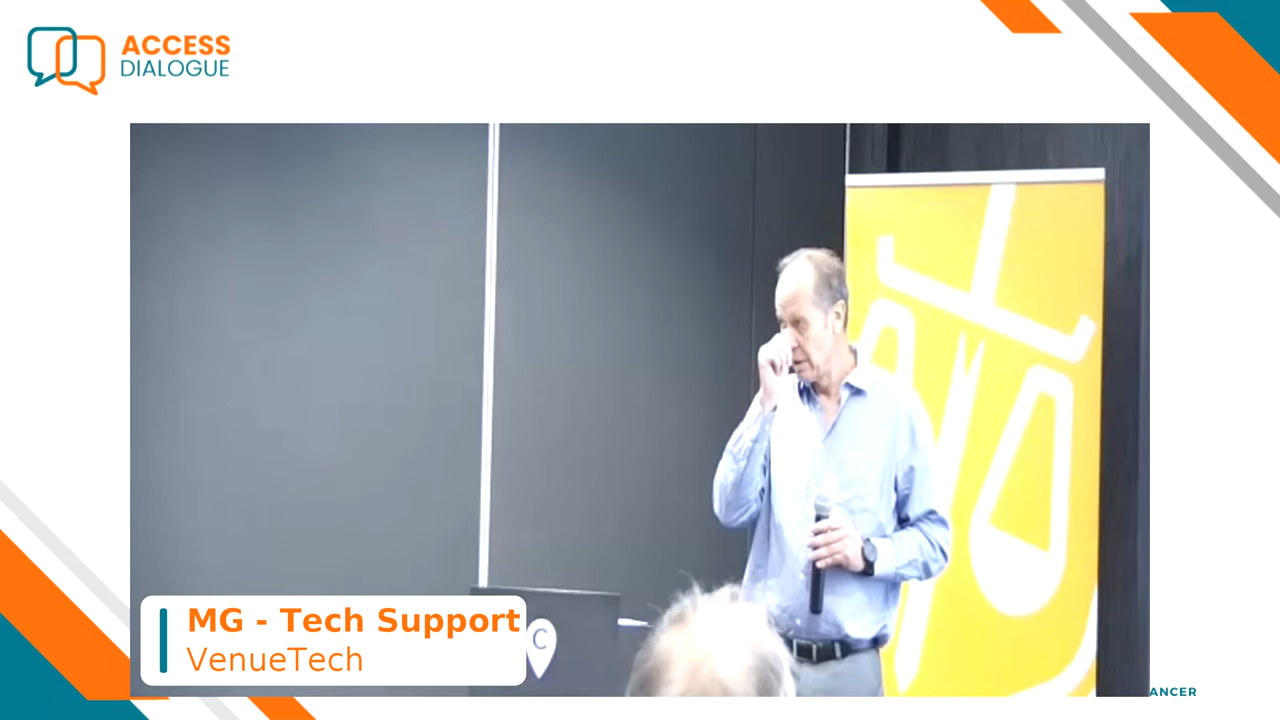 ACCESS
DIALOGUE
MG - Tech Support
VenueTech
C
ANCER